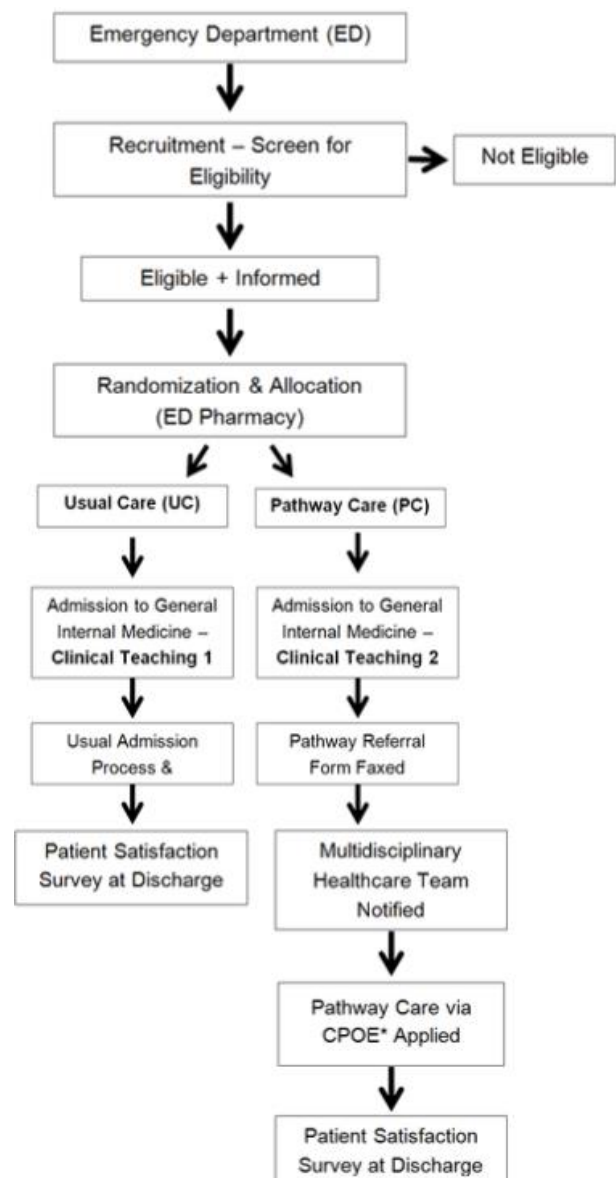 Emergency Department (ED)
Recruitment – Screen for
Eligibility
Not Eligible
Eligible + Informed
Randomization & Allocation
(ED Pharmacy)
Usual Care (UC)
Pathway Care (PC)
Admission to General
Internal Medicine –
Clinical Teaching 1
Admission to General
Internal Medicine –
Clinical Teaching 2
Usual Admission
Process &
Pathway Referral
Form Faxed
Patient Satisfaction
Survey at Discharge
Multidisciplinary
Healthcare Team
Notified
Pathway Care via
CPOE* Applied
Patient Satisfaction
Survey at Discharge